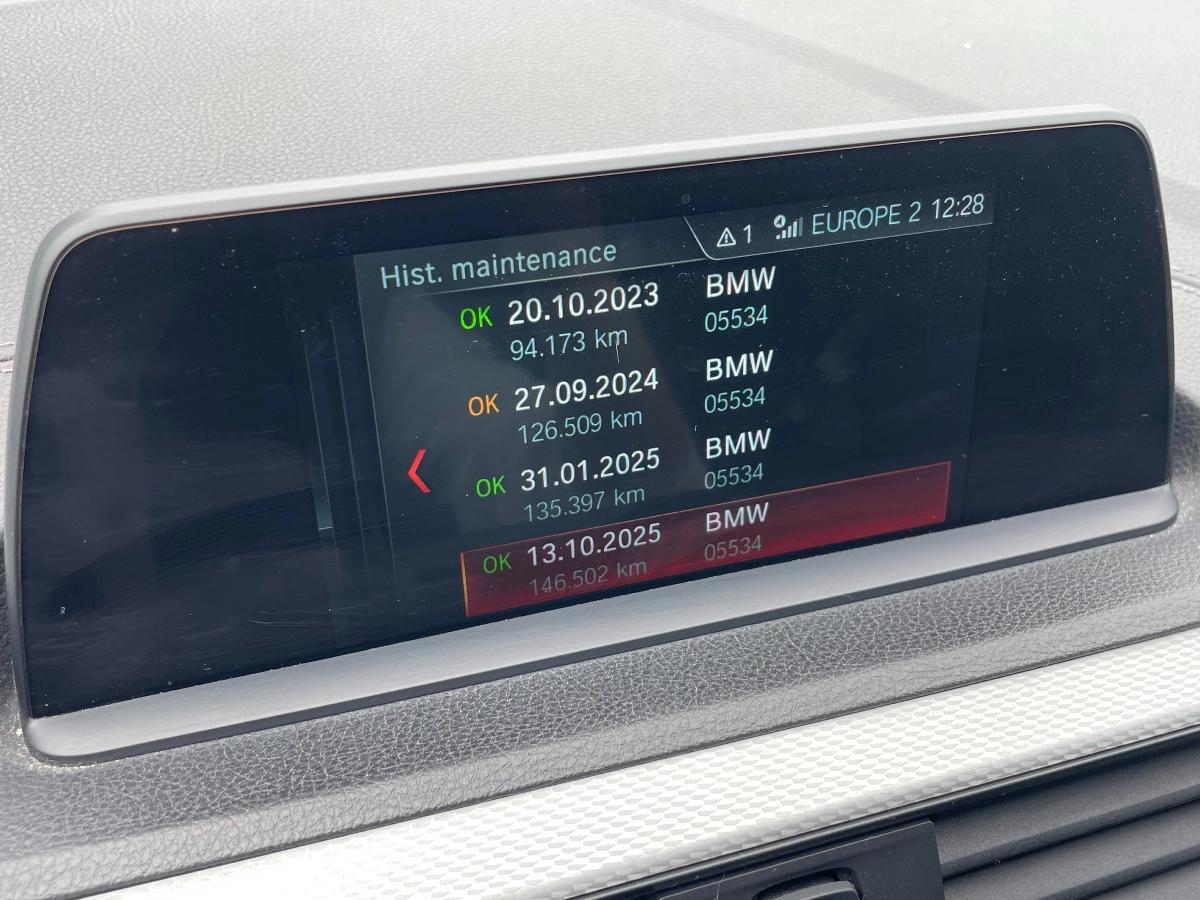 Hist. maintenance
1 EUROPE 2 12:28
OK 20.10.2023 BMW
94.173 km 05534
OK 27.09.2024 BMW
126.509 km 05534
OK 31.01.2025 BMW
135.397 km 05534
OK 13.10.2025 BMW
146.502 km 05534